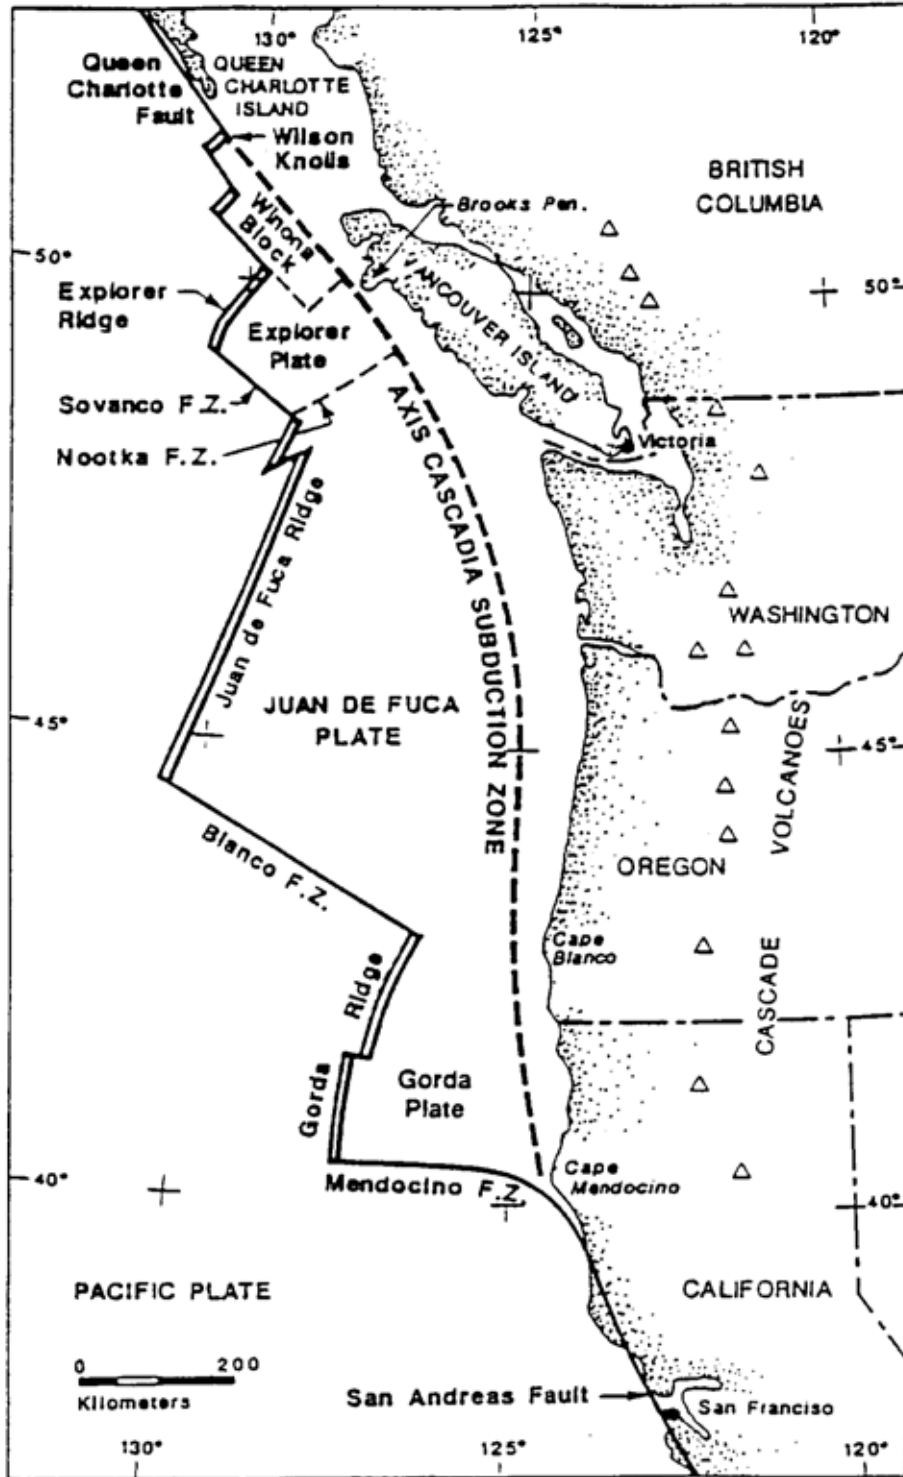 130°
125°
120°
Queen
Charlotte
Fault
QUEEN
CHARLOTTE
ISLAND
Wilson
Knolls
BRITISH
COLUMBIA
Brooks Pen.
Winona
Block
50°
50°
Explorer
Ridge
Explorer
Plate
VANCOUVER ISLAND
Sovanco F.Z.
Nootka F.Z.
Victoria
AXIS CASCADIA SUBDUCTION ZONE
Juan de Fuca Ridge
WASHINGTON
JUAN DE FUCA
PLATE
45°
45°
CASCADE VOLCANOES
Blanco F.Z.
OREGON
Cape
Blanco
Gorda Ridge
Gorda
Plate
40°
Mendocino F.Z.
Cape
Mendocino
40°
PACIFIC PLATE
CALIFORNIA
0 200
Kilometers
San Andreas Fault
San Franciso
130°
125°
120°